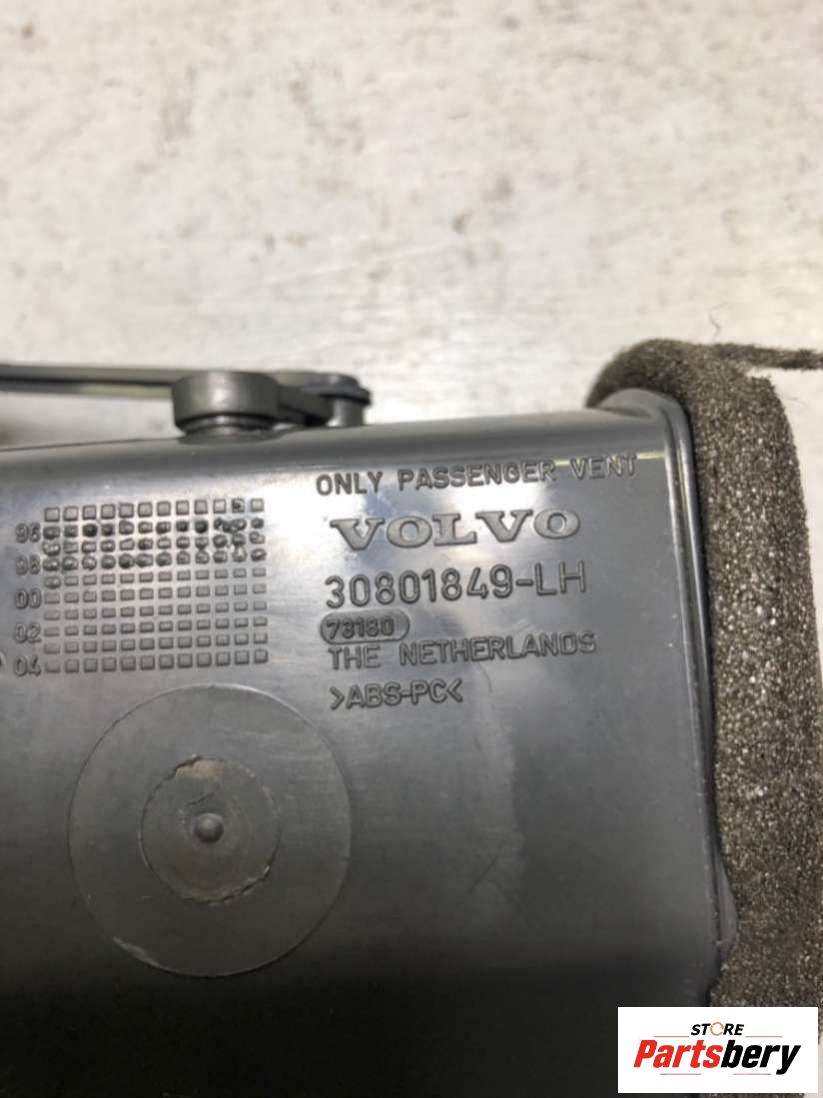 ONLY PASSENGER VENT
VOLVO
30801849-LH
73180
THE NETHERLANDS
>ABS-PC<
96
98
00
02
04
STORE
Partsbery